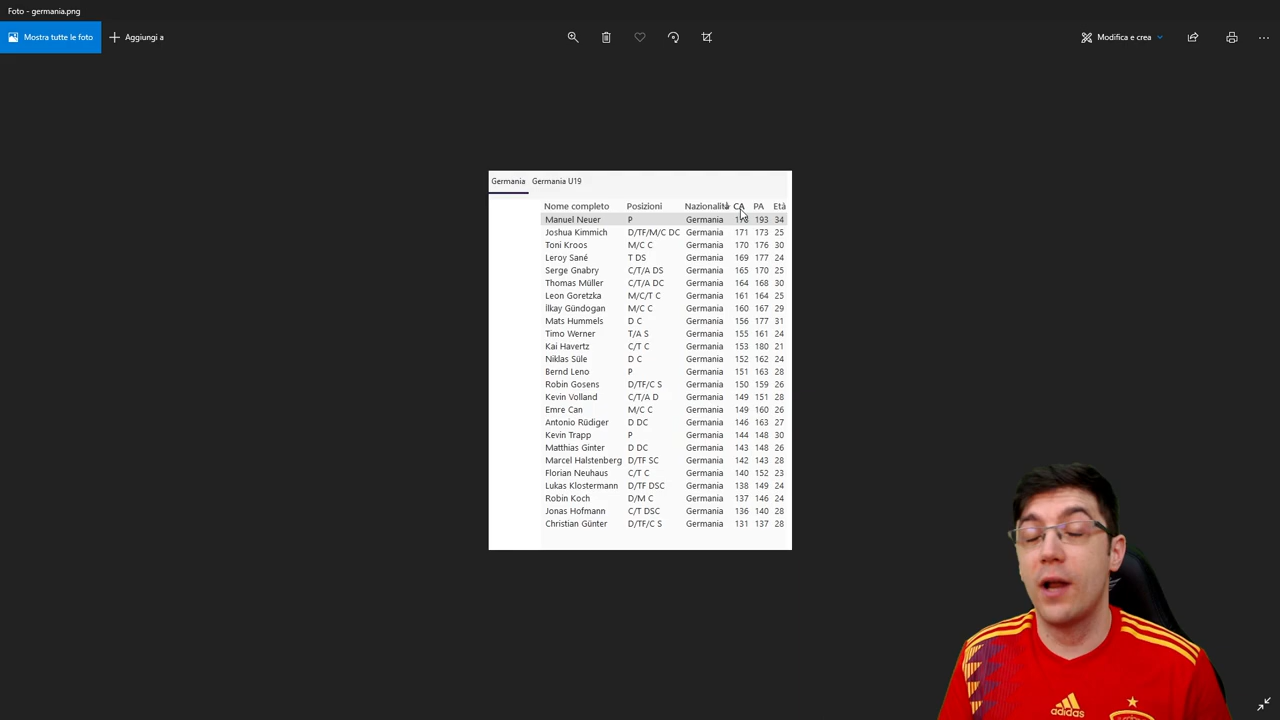 Foto - germania.png
Mostra tutte le foto
Aggiungi a
Modifica e crea
Germania Germania U19
Nome completo Posizioni Nazionalità CA PA Età
Manuel Neuer P Germania 193 34
Joshua Kimmich D/TF/M/C DC Germania 171 173 25
Toni Kroos M/C C Germania 170 176 30
Leroy Sané T DS Germania 169 177 24
Serge Gnabry C/T/A DS Germania 165 170 25
Thomas Müller C/T/A DC Germania 164 168 30
Leon Goretzka M/C/T C Germania 161 164 25
İlkay Gündogan M/C C Germania 160 167 29
Mats Hummels D C Germania 156 177 31
Timo Werner T/A S Germania 155 161 24
Kai Havertz C/T C Germania 153 180 21
Niklas Süle D C Germania 152 162 24
Bernd Leno P Germania 151 163 28
Robin Gosens D/TF/C S Germania 150 159 26
Kevin Volland C/T/A D Germania 149 151 28
Emre Can M/C C Germania 149 160 26
Antonio Rüdiger D DC Germania 146 163 27
Kevin Trapp P Germania 144 148 30
Matthias Ginter D DC Germania 143 148 26
Marcel Halstenberg D/TF SC Germania 142 143 28
Florian Neuhaus C/T C Germania 140 152 23
Lukas Klostermann D/TF DSC Germania 138 149 24
Robin Koch D/M C Germania 137 146 24
Jonas Hofmann C/T DSC Germania 136 140 28
Christian Günter D/TF/C S Germania 131 137 28
adidas